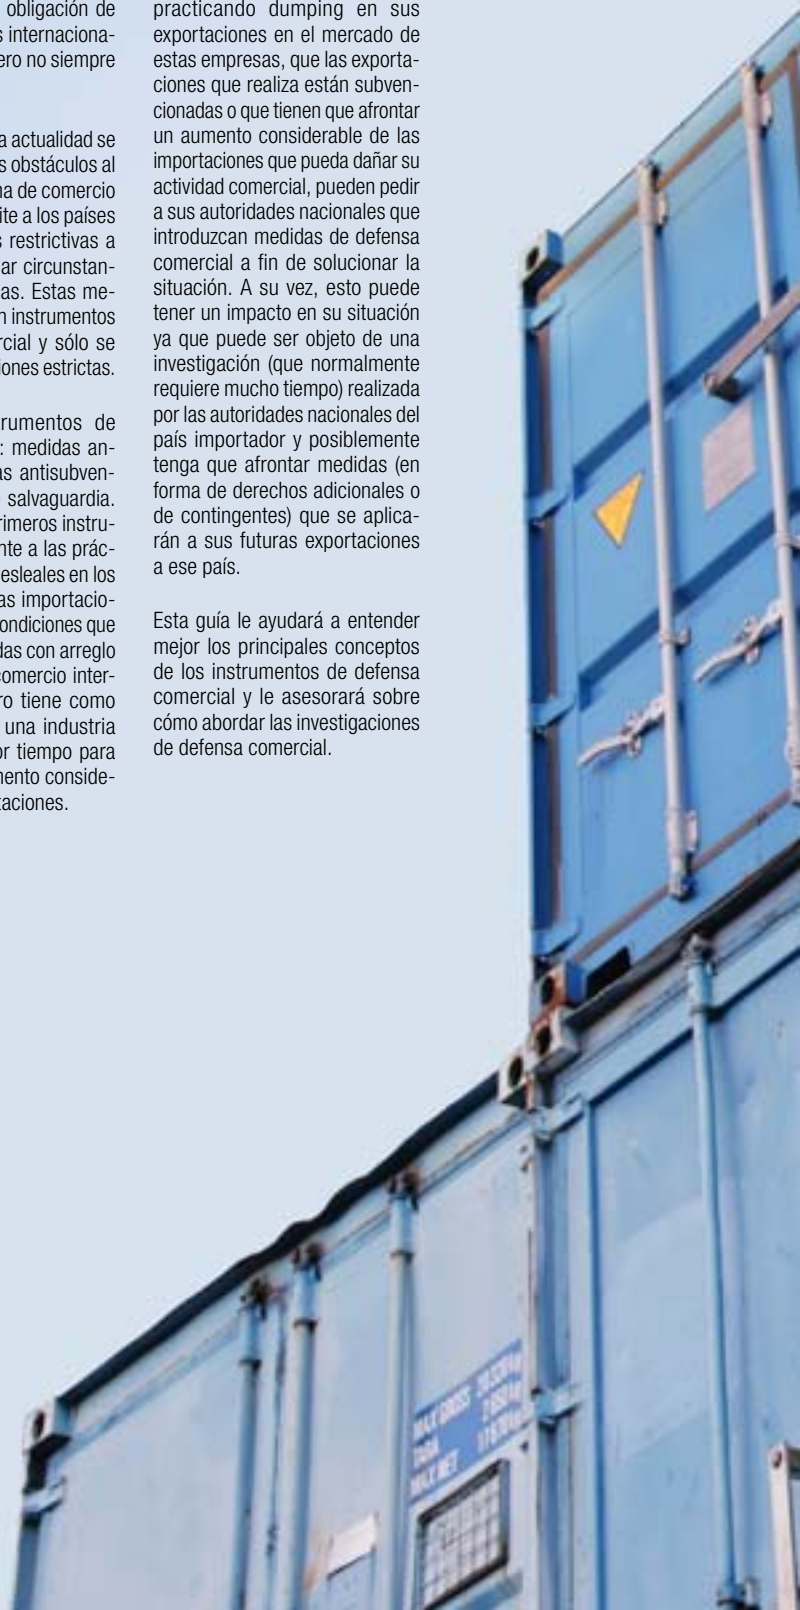 obligación de
internaciona-
ero no siempre
a actualidad se
s obstáculos al
a de comercio
ite a los países
s restrictivas a
ar circunstan-
as. Estas me-
n instrumentos
cial y sólo se
iones estrictas.
rumentos de
: medidas an-
as antisubven-
salvaguardia.
rimeros instru-
nte a las prác-
esleales en los
as importacio-
ondiciones que
das con arreglo
comercio inter-
ro tiene como
una industria
or tiempo para
mento conside-
taciones.
practicando dumping en sus
exportaciones en el mercado de
estas empresas, que las exporta-
ciones que realiza están subven-
cionadas o que tienen que afrontar
un aumento considerable de las
importaciones que pueda dañar su
actividad comercial, pueden pedir
a sus autoridades nacionales que
introduzcan medidas de defensa
comercial a fin de solucionar la
situación. A su vez, esto puede
tener un impacto en su situación
ya que puede ser objeto de una
investigación (que normalmente
requiere mucho tiempo) realizada
por las autoridades nacionales del
país importador y posiblemente
tenga que afrontar medidas (en
forma de derechos adicionales o
de contingentes) que se aplica-
rán a sus futuras exportaciones
a ese país.
Esta guía le ayudará a entender
mejor los principales conceptos
de los instrumentos de defensa
comercial y le asesorará sobre
cómo abordar las investigaciones
de defensa comercial.
MAX GROSS
TARA
MAX NET